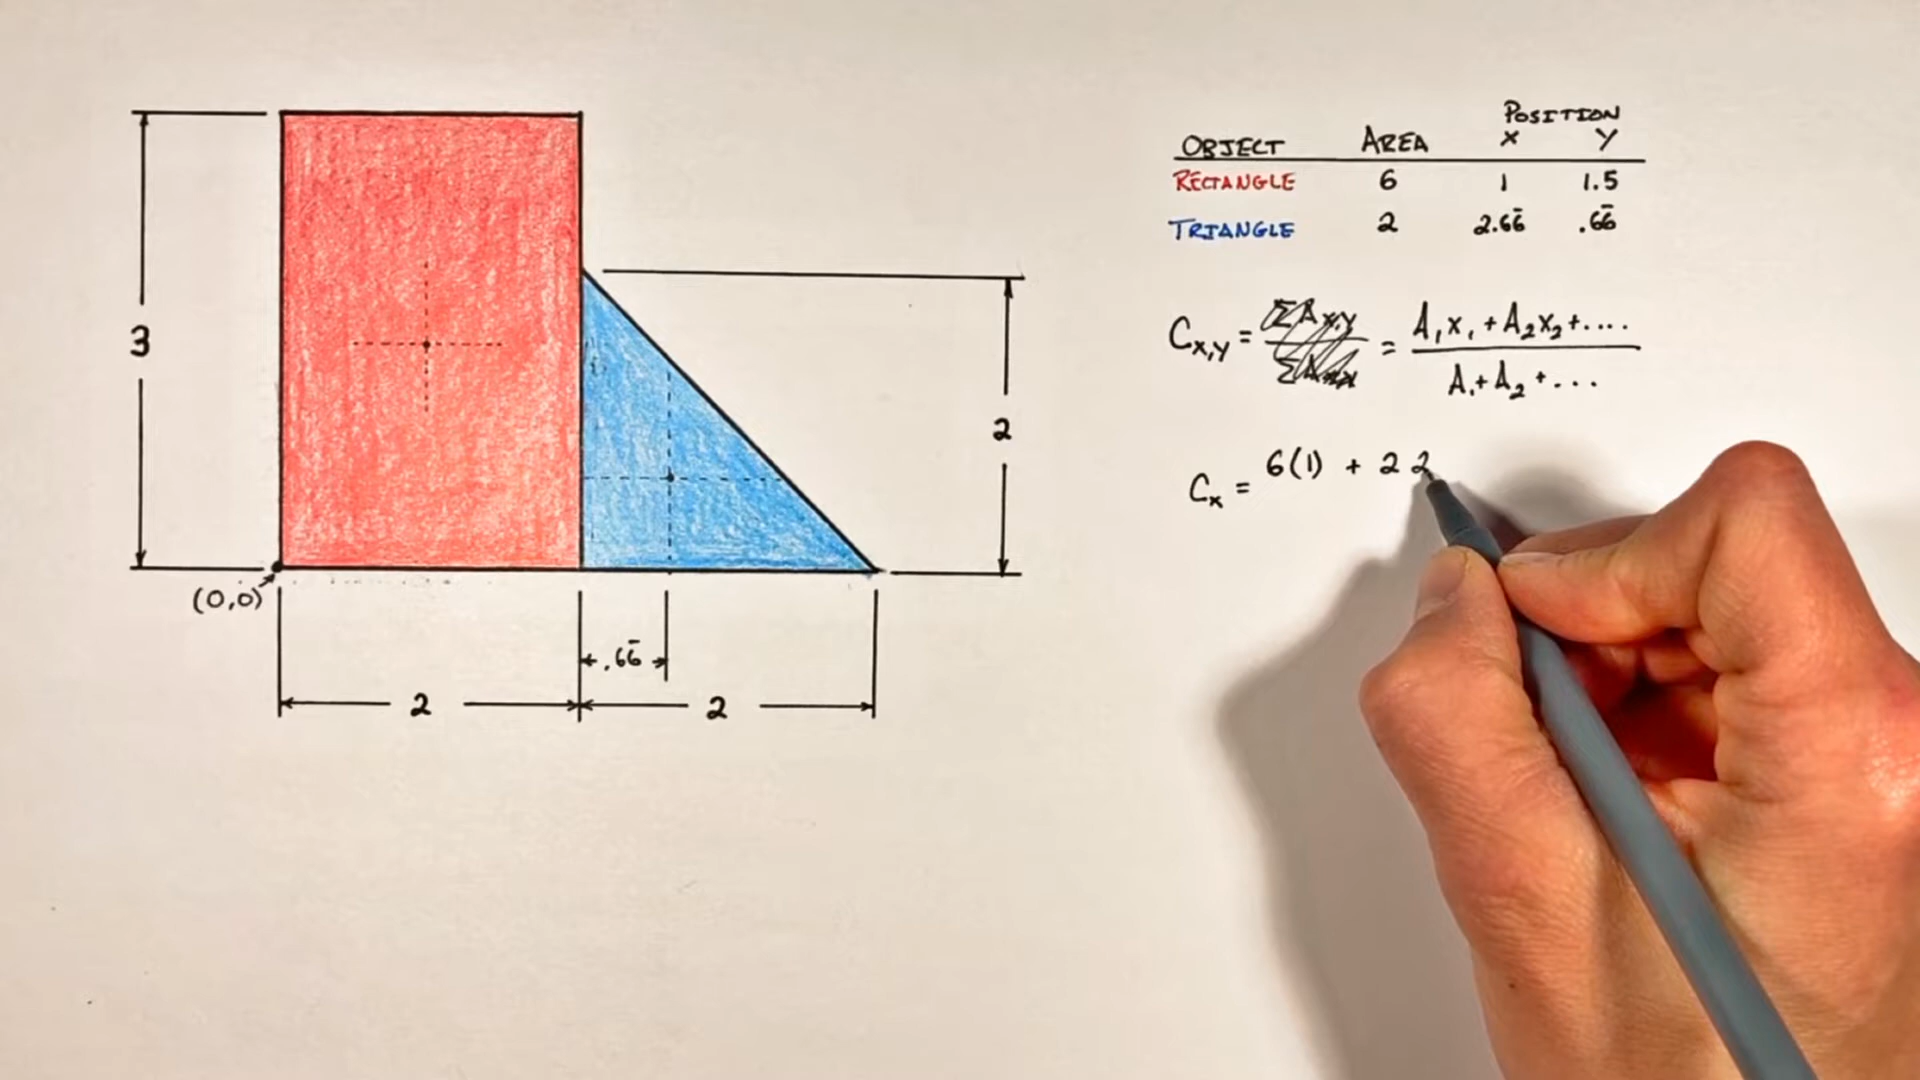 3
2
(0,0)
.66̅
2
2
POSITION
OBJECT AREA X Y
RECTANGLE 6 1 1.5
TRIANGLE 2 2.66̅ .66̅
Cx,y = = A₁x₁ + A₂x₂ + ....
A₁ + A₂ + ...
Cx = 6(1) + 2 2